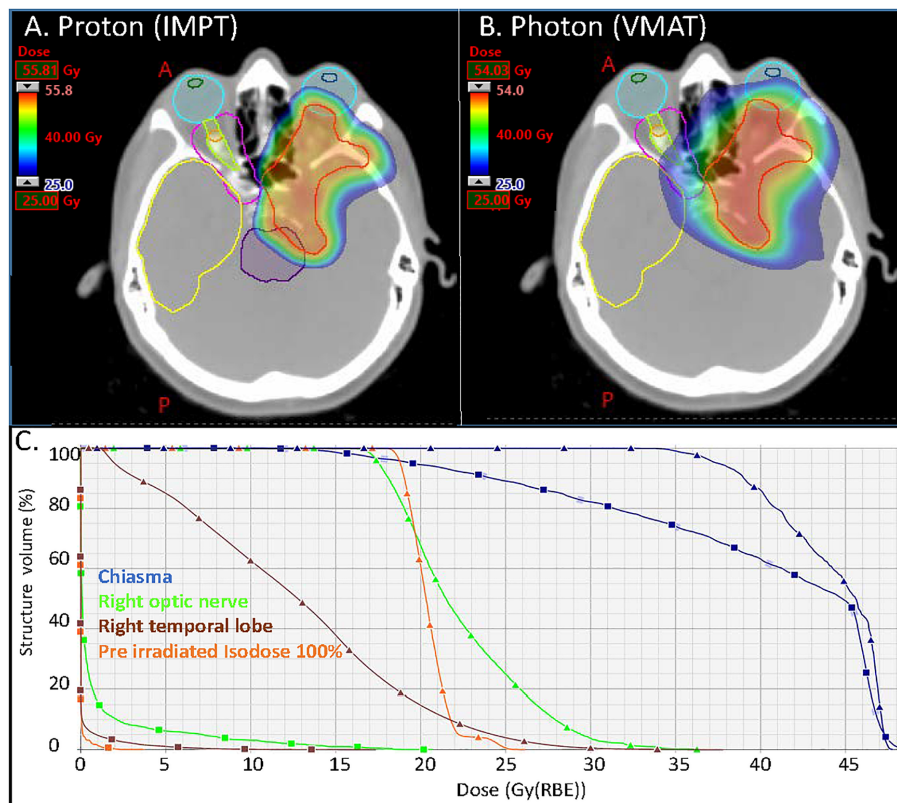 A. Proton (IMPT)
Dose
55.81 Gy
55.8
40.00 Gy
25.0
25.00 Gy
A
P
B. Photon (VMAT)
Dose
54.03 Gy
54.0
40.00 Gy
25.0
25.00 Gy
A
P
C.
Structure volume (%)
100
80
60
40
20
0
Chiasma
Right optic nerve
Right temporal lobe
Pre irradiated Isodose 100%
0 5 10 15 20 25 30 35 40 45
Dose (Gy(RBE))